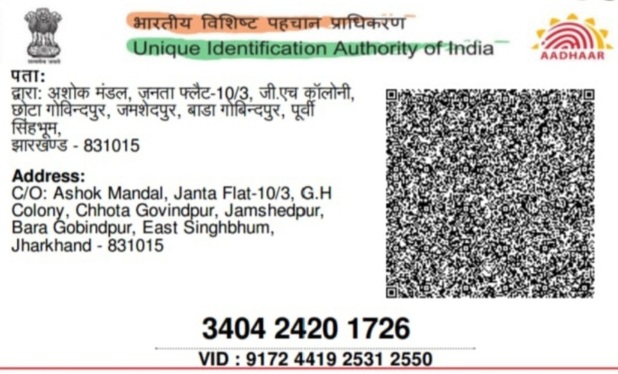 भारतीय विशिष्ट पहचान प्राधिकरण
Unique Identification Authority of India
AADHAAR
पता:
द्वारा: अशोक मंडल, जनता फ्लैट-10/3, जी.एच कॉलोनी,
छोटा गोविन्दपुर, जमशेदपुर, बाडा गोबिन्दपुर, पूर्वी
सिंहभूम,
झारखण्ड - 831015
Address:
C/O: Ashok Mandal, Janta Flat-10/3, G.H
Colony, Chhota Govindpur, Jamshedpur,
Bara Gobindpur, East Singhbhum,
Jharkhand - 831015
3404 2420 1726
VID : 9172 4419 2531 2550